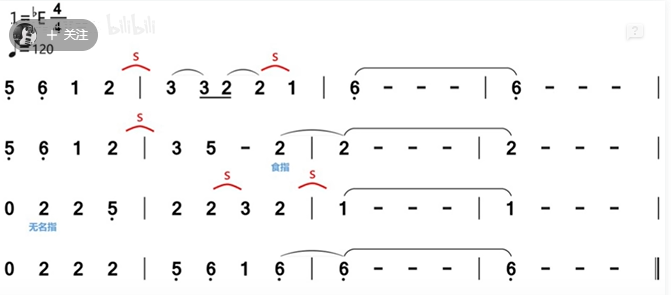 1=♭E 4/4
bilibili
+ 关注
♩=120
S S
5̣ 6̣ 1 2 | 3 3 2 2 1 | 6̣ - - - | 6̣ - - - |
S
5̣ 6̣ 1 2 | 3 5 - 2 | 2 - - - | 2 - - - |
食指
S S
0 2 2 5̣ | 2 2 3 2 | 1 - - - | 1 - - - |
无名指
0 2 2 2 | 5̣ 6̣ 1 6̣ | 6̣ - - - | 6̣ - - - ‖